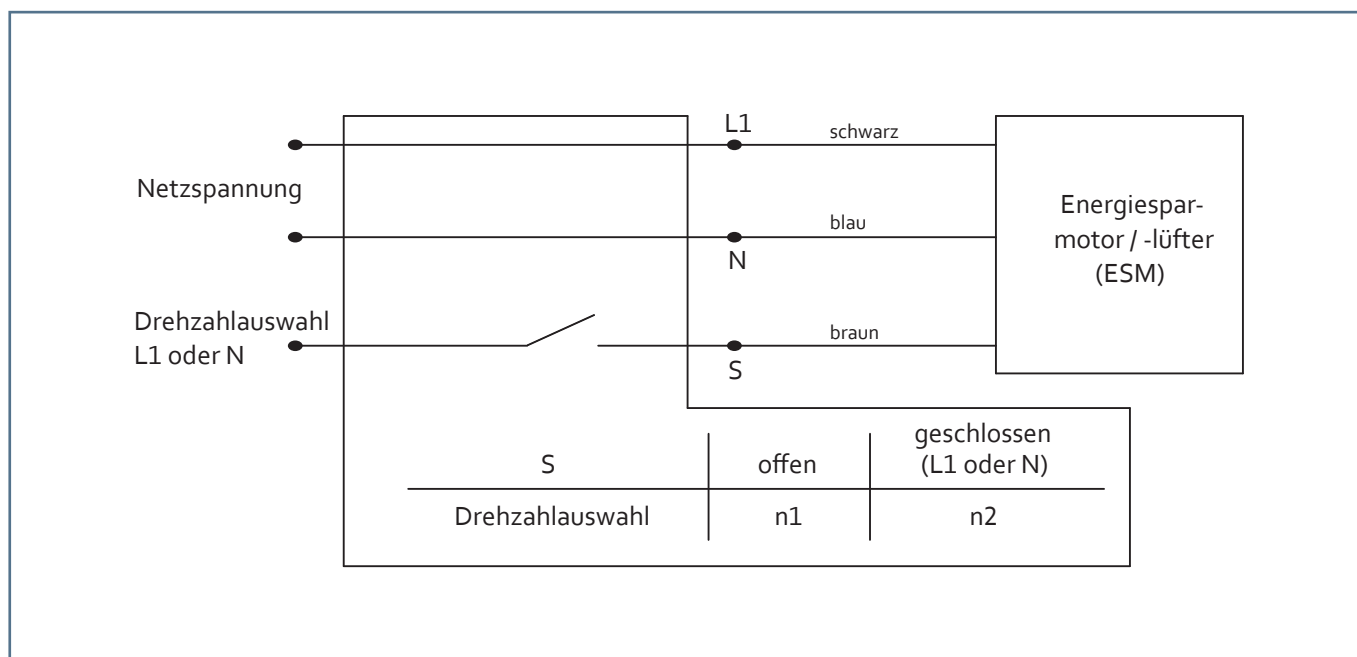 L1
schwarz
Netzspannung
blau
N
Energiespar-
motor / -lüfter
(ESM)
Drehzahlauswahl
L1 oder N
braun
S
S
offen
geschlossen
(L1 oder N)
Drehzahlauswahl
n1
n2